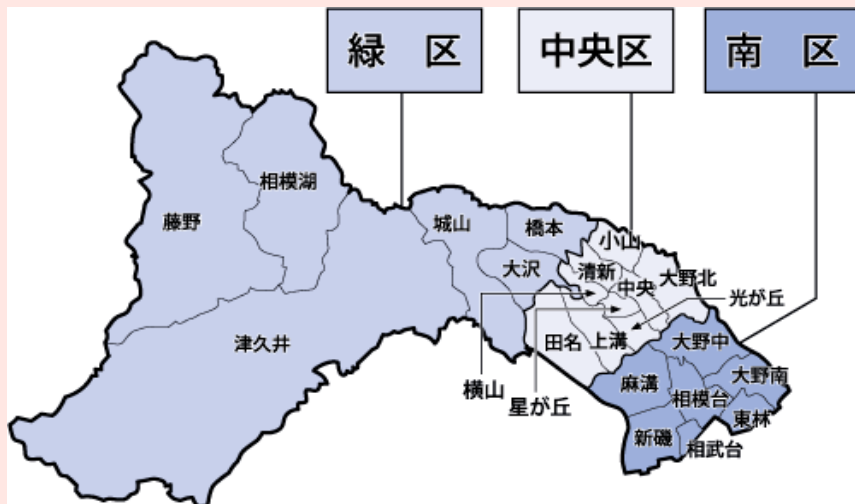 緑 区
中央区
南 区
相模湖
藤野
城山
橋本
小山
大沢
清新
中央
大野北
光が丘
津久井
田名
上溝
大野中
横山
星が丘
麻溝
大野南
相模台
東林
新磯
相武台